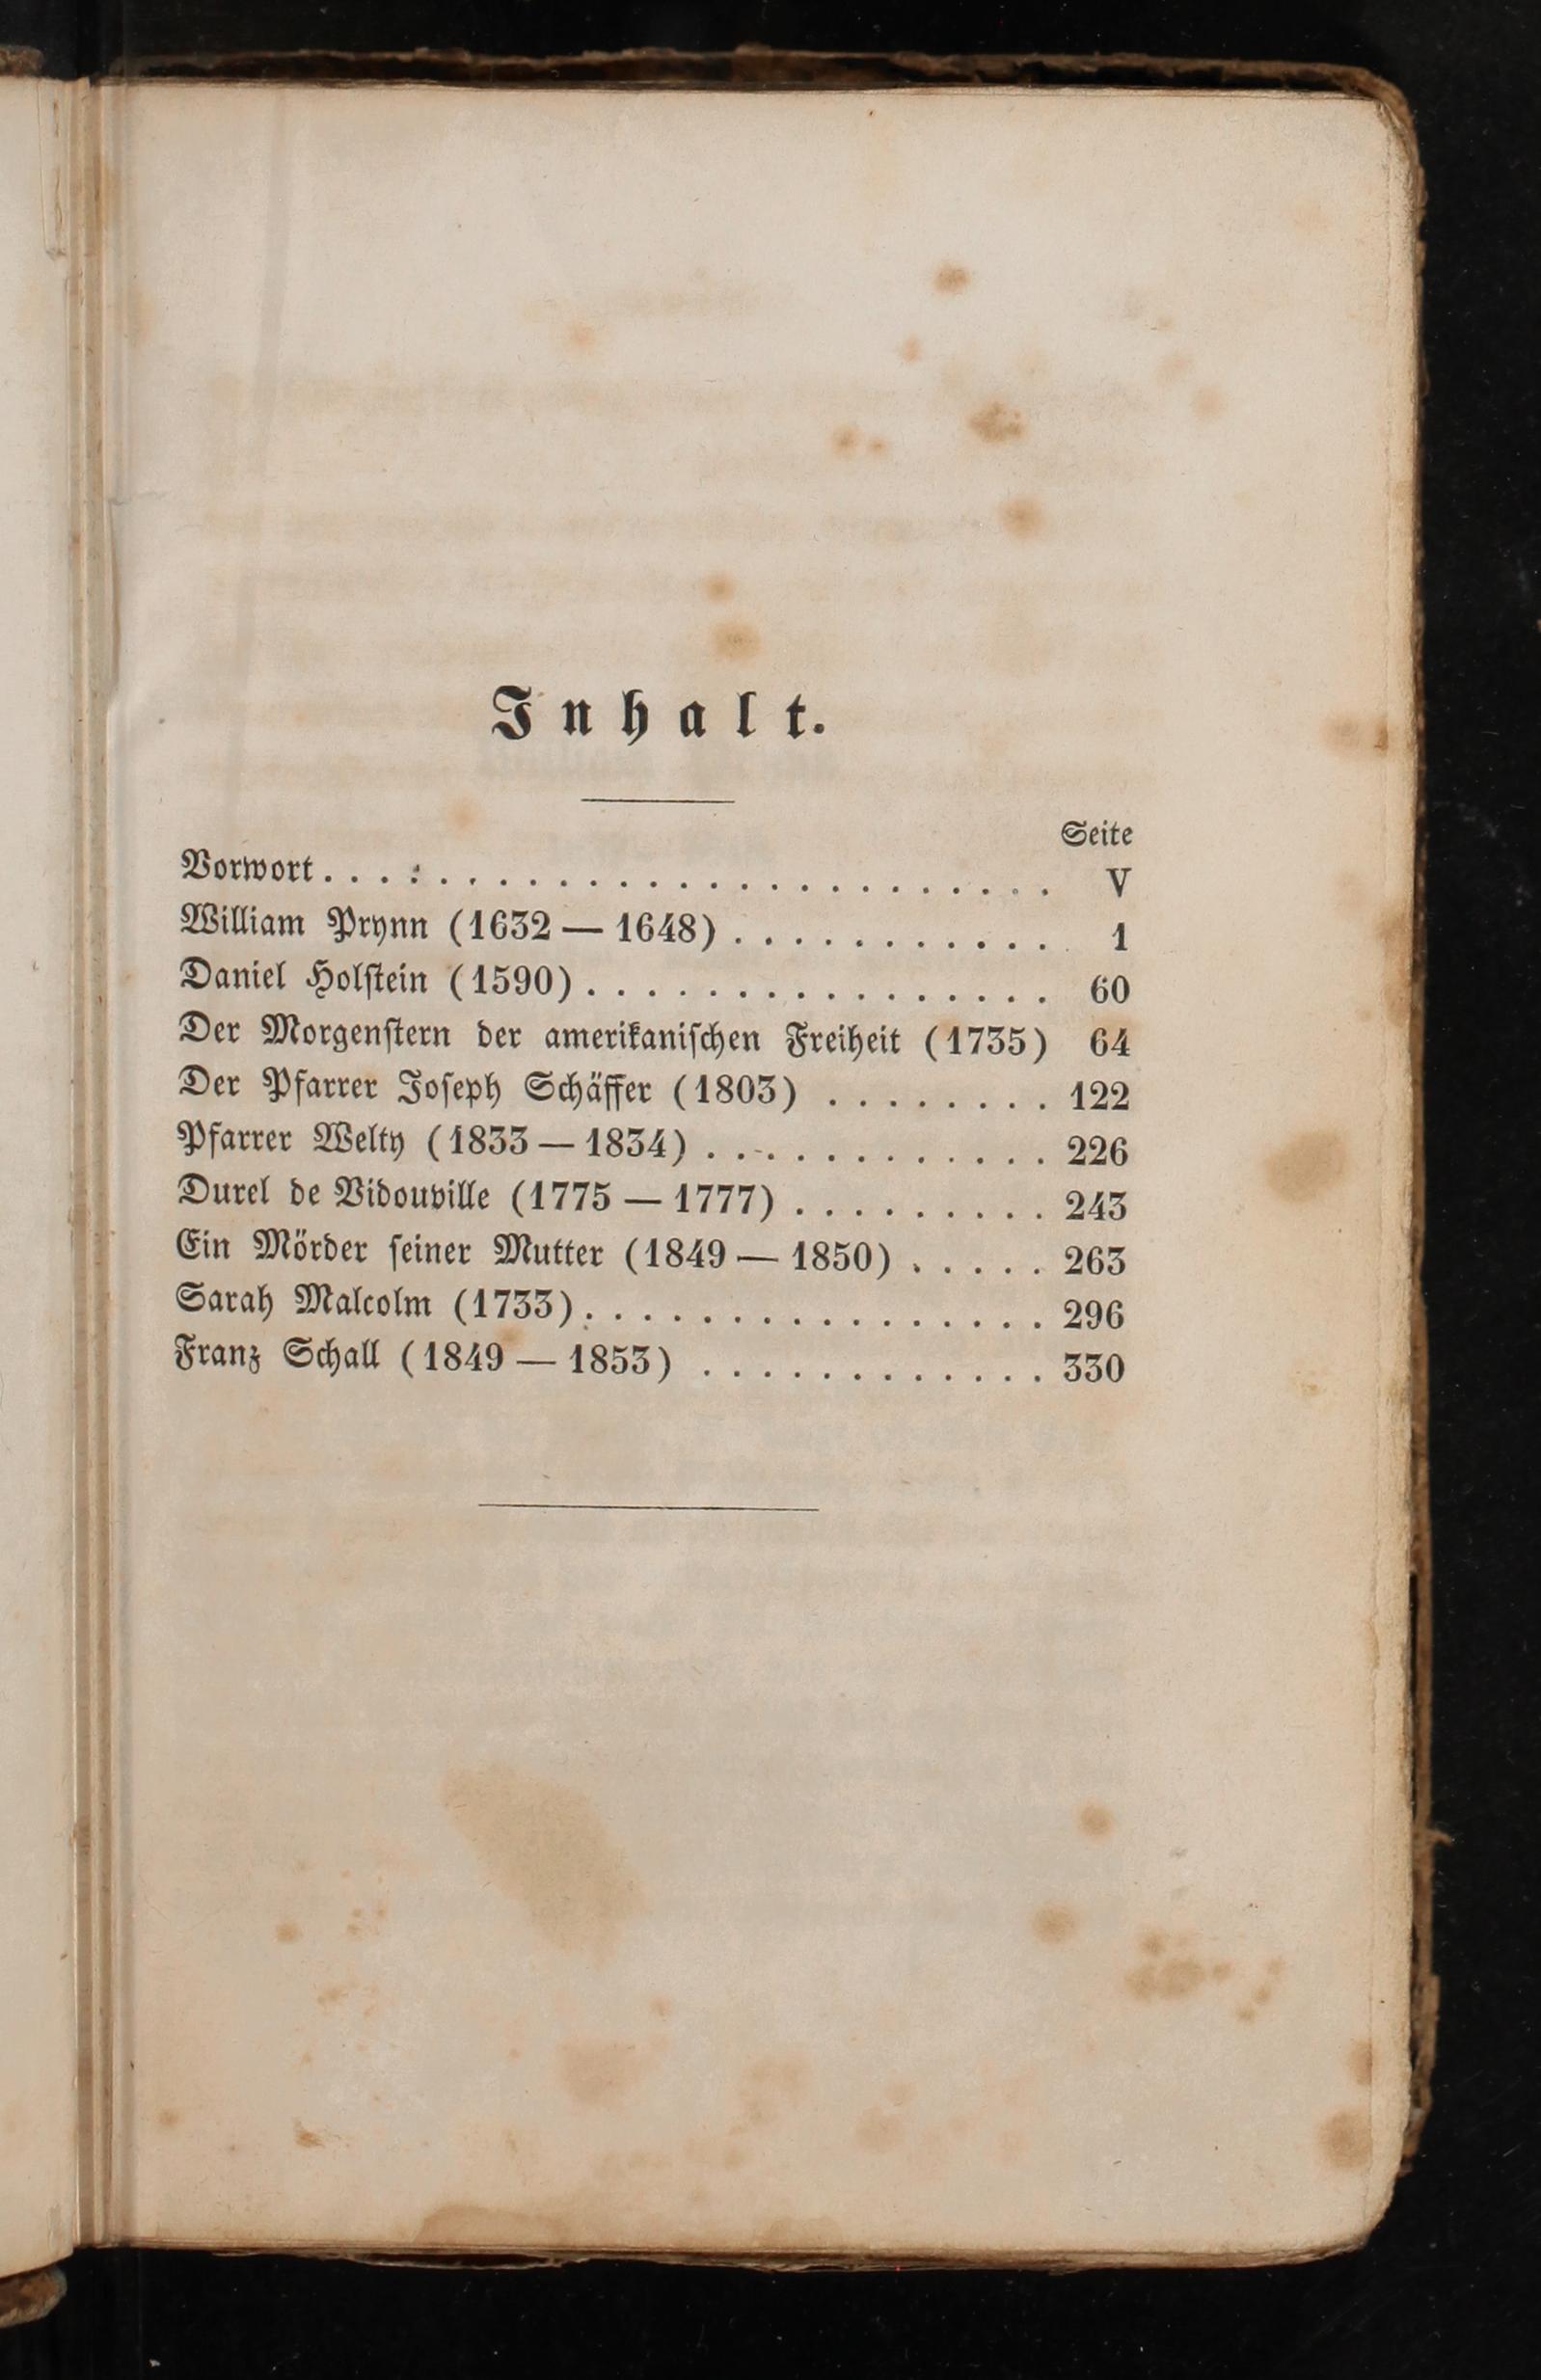 Inhalt.
Seite
Vorwort. . . . . . . . . . . . . . . . . . . . . . . . . V
William Prynn (1632 — 1648) . . . . . . . . . . . 1
Daniel Holſtein (1590) . . . . . . . . . . . . . . . . 60
Der Morgenſtern der amerikaniſchen Freiheit (1735) 64
Der Pfarrer Joſeph Schäffer (1803) . . . . . . . . 122
Pfarrer Welty (1833 — 1834) . . . . . . . . . . . . 226
Durel de Vidouville (1775 — 1777) . . . . . . . . . 243
Ein Mörder ſeiner Mutter (1849 — 1850) . . . . . 263
Sarah Malcolm (1733) . . . . . . . . . . . . . . . . 296
Franz Schall (1849 — 1853) . . . . . . . . . . . . 330